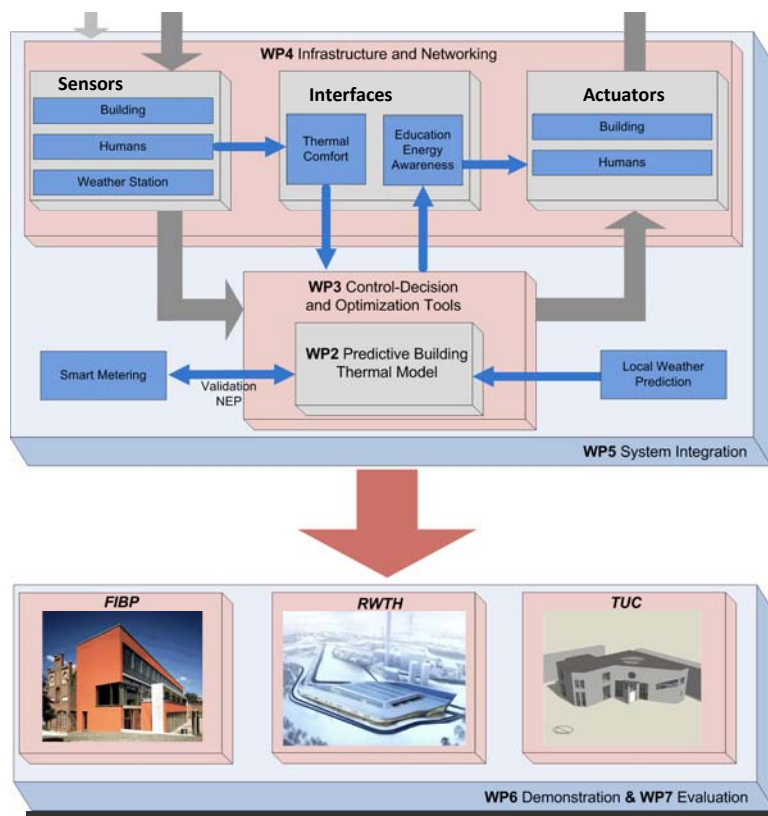 WP4 Infrastructure and Networking
Sensors
Building
Humans
Weather Station
Interfaces
Thermal
Comfort
Education
Energy
Awareness
Actuators
Building
Humans
WP3 Control-Decision
and Optimization Tools
WP2 Predictive Building
Thermal Model
Smart Metering
Validation
NEP
Local Weather
Prediction
WP5 System Integration
FIBP
RWTH
TUC
WP6 Demonstration & WP7 Evaluation